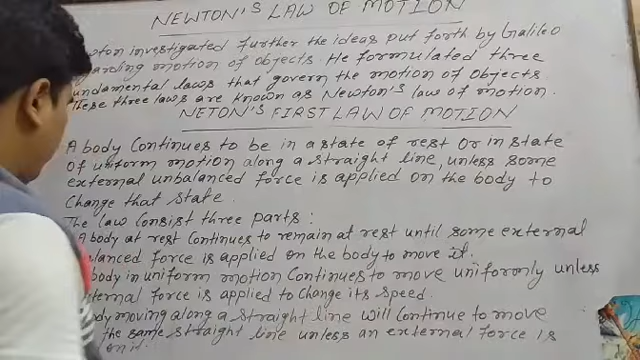 NEWTON'S LAW OF MOTION
wton investigated further the ideas put forth by Galileo
garding motion of objects. He formulated three
undamental laws that govern the motion of objects
These three laws are known as Newton's law of motion.
NETON'S FIRST LAW OF MOTION
A body Continues to be in a state of rest or in state
of uniform motion along a straight line, unless some
external unbalanced force is applied on the body to
Change that state.
The law Consist three parts:
A body at rest Continues to remain at rest until some external
alanced force is applied on the body to move it.
body in uniform motion Continues to move uniformly unless
ternal force is applied to Change its speed.
ody moving along a straight line will Continue to move
the same straight line unless an external force is
on it.